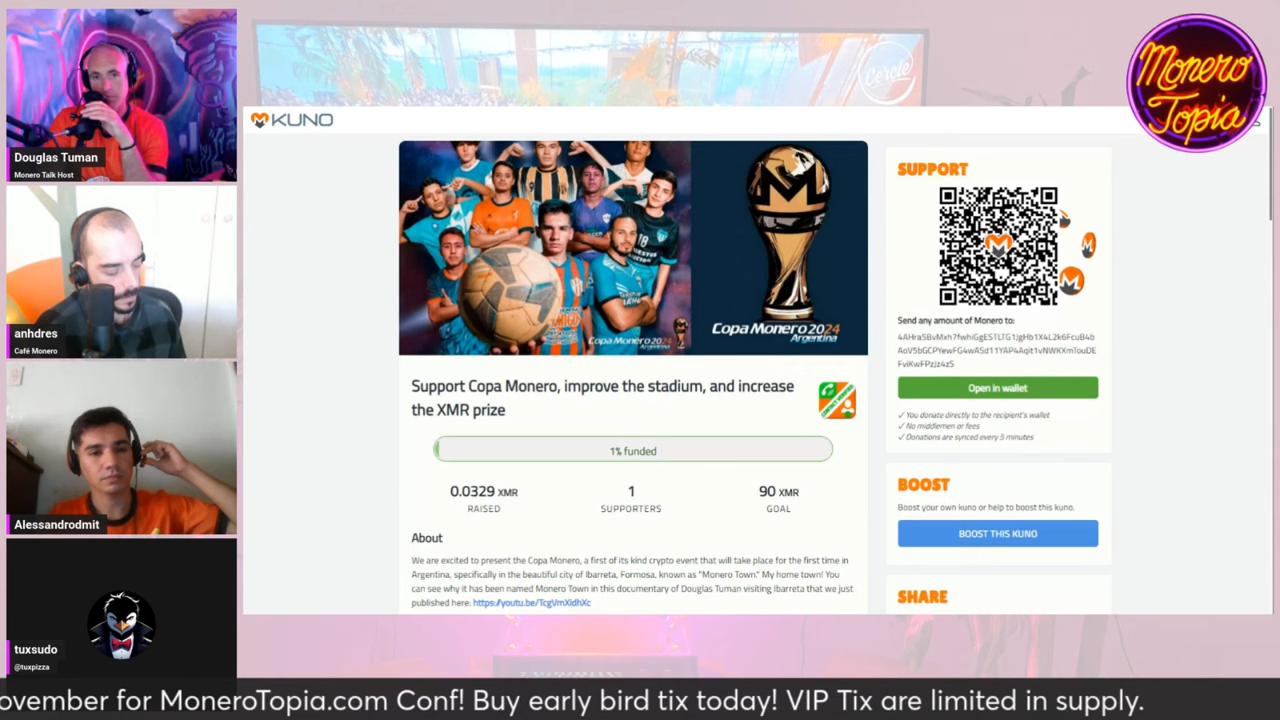 Douglas Tuman
Monero Talk Host
anhdres
Café Monero
Alessandrodmit
tuxsudo
@tuxpizza
Cercle
Monero
Topia
KUNO
18
Copa Monero 2024
Argentina
Copa Monero 2024
Argentina
Support Copa Monero, improve the stadium, and increase
the XMR prize
1% funded
0.0329 XMR
RAISED
1
SUPPORTERS
90 XMR
GOAL
About
We are excited to present the Copa Monero, a first of its kind crypto event that will take place for the first time in
Argentina, specifically in the beautiful city of Ibarreta, Formosa, known as "Monero Town." My home town! You
can see why it has been named Monero Town in this documentary of Douglas Tuman visiting Ibarreta that we just
published here: https://youtu.be/TcgVmXidhXc
SUPPORT
Send any amount of Monero to:
Open in wallet
✓ You donate directly to the recipient's wallet
✓ No middlemen or fees
✓ Donations are synced every 5 minutes
BOOST
Boost your own kuno or help to boost this kuno.
BOOST THIS KUNO
SHARE
ovember for MoneroTopia.com Conf! Buy early bird tix today! VIP Tix are limited in supply.